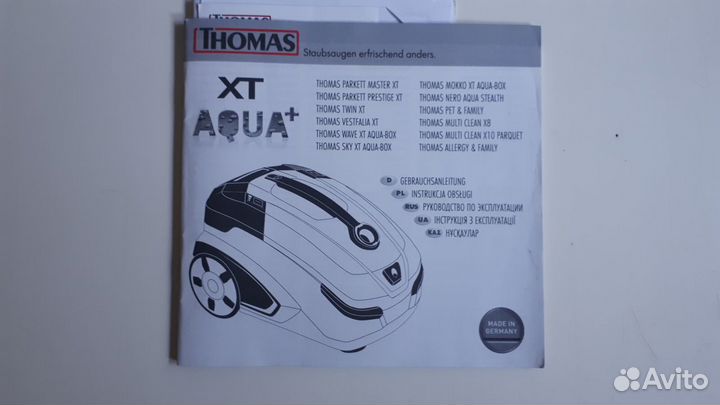 THOMAS
THOMAS
Staubsaugen erfrischend anders.
XT
AQUA+
THOMAS PARKETT MASTER XT
THOMAS PARKETT PRESTIGE XT
THOMAS TWIN XT
THOMAS VESTFALIA XT
THOMAS WAVE XT AQUA-BOX
THOMAS SKY XT AQUA-BOX
THOMAS MOKKO XT AQUA-BOX
THOMAS NERO AQUA STEALTH
THOMAS PET & FAMILY
THOMAS MULTI CLEAN X8
THOMAS MULTI CLEAN X10 PARQUET
THOMAS ALLERGY & FAMILY
D GEBRAUCHSANLEITUNG
PL INSTRUKCJA OBSŁUGI
RUS РУКОВОДСТВО ПО ЭКСПЛУАТАЦИИ
UA ІНСТРУКЦІЯ З ЕКСПЛУАТАЦІЇ
KAZ НҰСҚАУЛАР
MADE IN
GERMANY
Avito